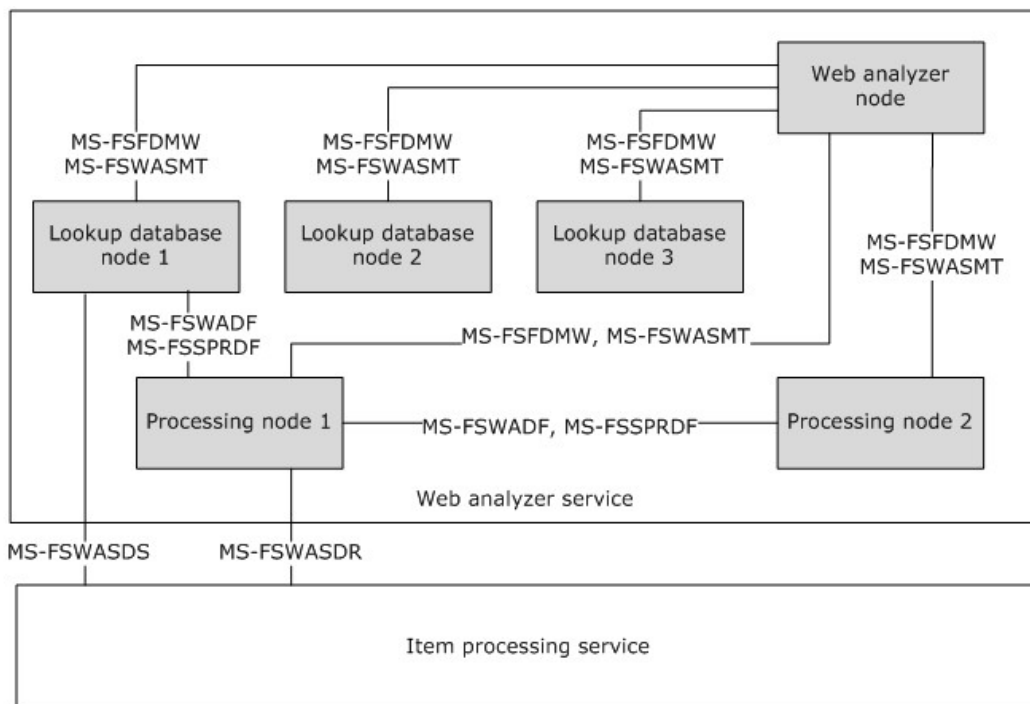 Web analyzer
node
MS-FSFDMW
MS-FSWASMT
MS-FSFDMW
MS-FSWASMT
MS-FSFDMW
MS-FSWASMT
Lookup database
node 1
Lookup database
node 2
Lookup database
node 3
MS-FSFDMW
MS-FSWASMT
MS-FSWADF
MS-FSSPRDF
MS-FSFDMW, MS-FSWASMT
Processing node 1
MS-FSWADF, MS-FSSPRDF
Processing node 2
Web analyzer service
MS-FSWASDS
MS-FSWASDR
Item processing service